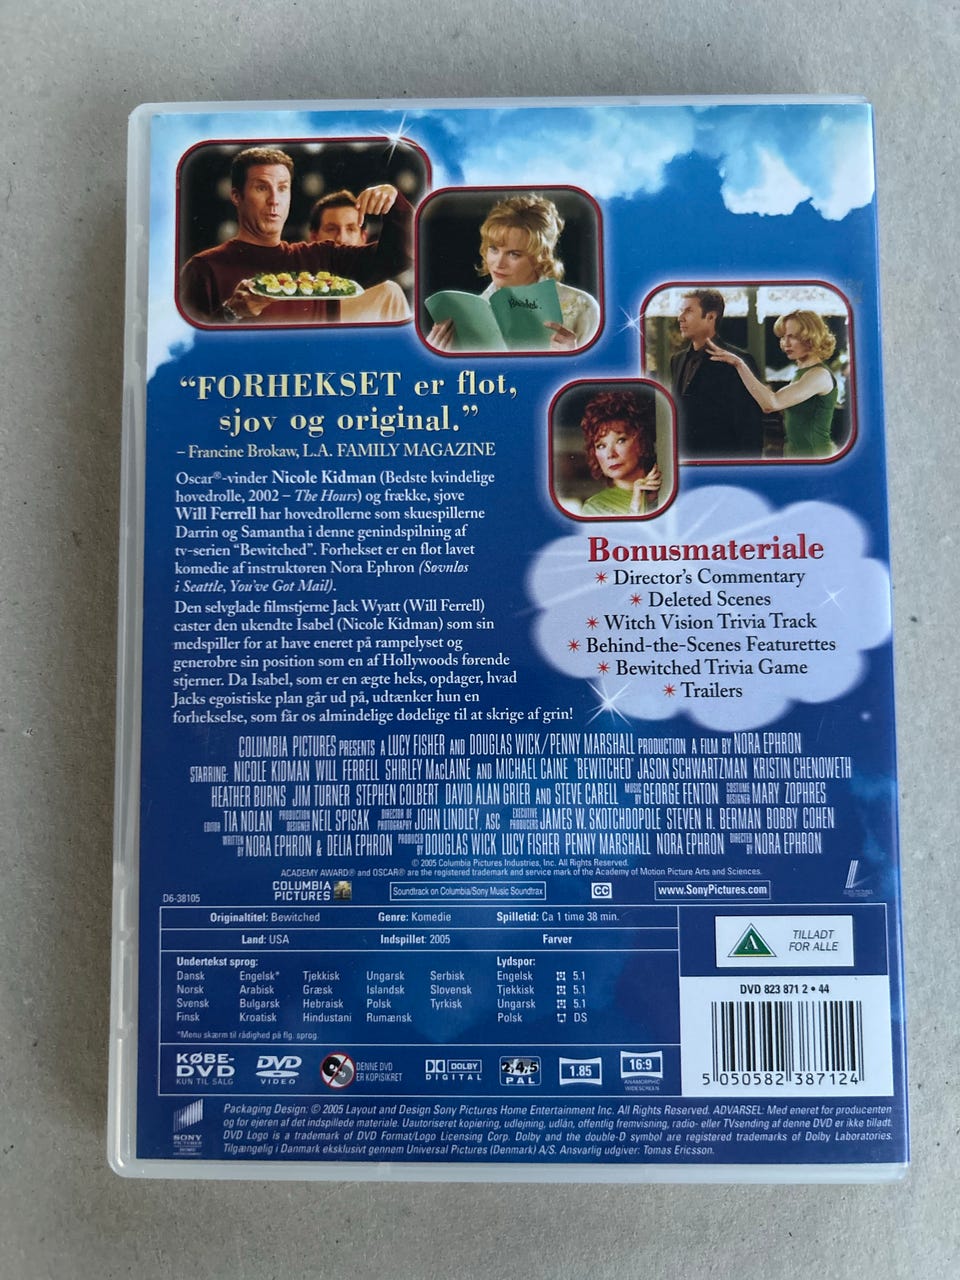 Bewitched
“FORHEKSET er flot,
sjov og original.”
– Francine Brokaw, L.A. FAMILY MAGAZINE
Oscar®-vinder Nicole Kidman (Bedste kvindelige
hovedrolle, 2002 – The Hours) og frække, sjove
Will Ferrell har hovedrollerne som skuespillerne
Darrin og Samantha i denne genindspilning af
tv-serien “Bewitched”. Forhekset er en flot lavet
komedie af instruktøren Nora Ephron (Søvnløs
i Seattle, You’ve Got Mail).
Den selvglade filmstjerne Jack Wyatt (Will Ferrell)
caster den ukendte Isabel (Nicole Kidman) som sin
medspiller for at have eneret på rampelyset og
generobre sin position som en af Hollywoods førende
stjerner. Da Isabel, som er en ægte heks, opdager, hvad
Jacks egoistiske plan går ud på, udtænker hun en
forhekselse, som får os almindelige dødelige til at skrige af grin!
Bonusmateriale
✴ Director’s Commentary
✴ Deleted Scenes
✴ Witch Vision Trivia Track
✴ Behind-the-Scenes Featurettes
✴ Bewitched Trivia Game
✴ Trailers
COLUMBIA PICTURES PRESENTS A LUCY FISHER AND DOUGLAS WICK/PENNY MARSHALL PRODUCTION A FILM BY NORA EPHRON
STARRING: NICOLE KIDMAN WILL FERRELL SHIRLEY MacLAINE AND MICHAEL CAINE “BEWITCHED” JASON SCHWARTZMAN KRISTIN CHENOWETH
HEATHER BURNS JIM TURNER STEPHEN COLBERT DAVID ALAN GRIER AND STEVE CARELL MUSIC BY GEORGE FENTON COSTUME DESIGNER MARY ZOPHRES
EDITOR TIA NOLAN PRODUCTION DESIGNER NEIL SPISAK DIRECTOR OF PHOTOGRAPHY JOHN LINDLEY, ASC EXECUTIVE PRODUCERS JAMES W. SKOTCHDOPOLE STEVEN H. BERMAN BOBBY COHEN
WRITTEN BY NORA EPHRON & DELIA EPHRON PRODUCED BY DOUGLAS WICK LUCY FISHER PENNY MARSHALL NORA EPHRON DIRECTED BY NORA EPHRON
© 2005 Columbia Pictures Industries, Inc. All Rights Reserved.
ACADEMY AWARD® and OSCAR® are the registered trademark and service mark of the Academy of Motion Picture Arts and Sciences.
D6-38105
COLUMBIA
PICTURES
Soundtrack on Columbia/Sony Music Soundtrax
CC
www.SonyPictures.com
Originaltitel: Bewitched Genre: Komedie Spilletid: Ca 1 time 38 min.
Land: USA Indspillet: 2005 Farver
Undertekst sprog:
Dansk Engelsk* Tjekkisk Ungarsk Serbisk
Norsk Arabisk Græsk Islandsk Slovensk
Svensk Bulgarsk Hebraisk Polsk Tyrkisk
Finsk Kroatisk Hindustani Rumænsk
*Menu skærm til rådighed på flg. sprog.
Lydspor:
Engelsk 5.1
Tjekkisk 5.1
Ungarsk 5.1
Polsk DS
A
TILLADT
FOR ALLE
DVD 823 871 2 • 44
5 050582 387124
KØBE-
DVD
KUN TIL SALG
DVD
VIDEO
DENNE DVD
ER KOPISIKRET
DOLBY
DIGITAL
2,4,5
PAL
1.85
16:9
ANAMORPHIC
WIDESCREEN
SONY
PICTURES
HOME
ENTERTAINMENT
Packaging Design: © 2005 Layout and Design Sony Pictures Home Entertainment Inc. All Rights Reserved. ADVARSEL: Med eneret for producenten
og for ejeren af det indspillede materiale. Uautoriseret kopiering, udlejning, udlån, offentlig fremvisning, radio- eller TVsending af denne DVD er ikke tilladt.
DVD Logo is a trademark of DVD Format/Logo Licensing Corp. Dolby and the double-D symbol are registered trademarks of Dolby Laboratories.
Tilgængelig i Danmark eksklusivt gennem Universal Pictures (Denmark) A/S. Ansvarlig udgiver: Tomas Ericsson.